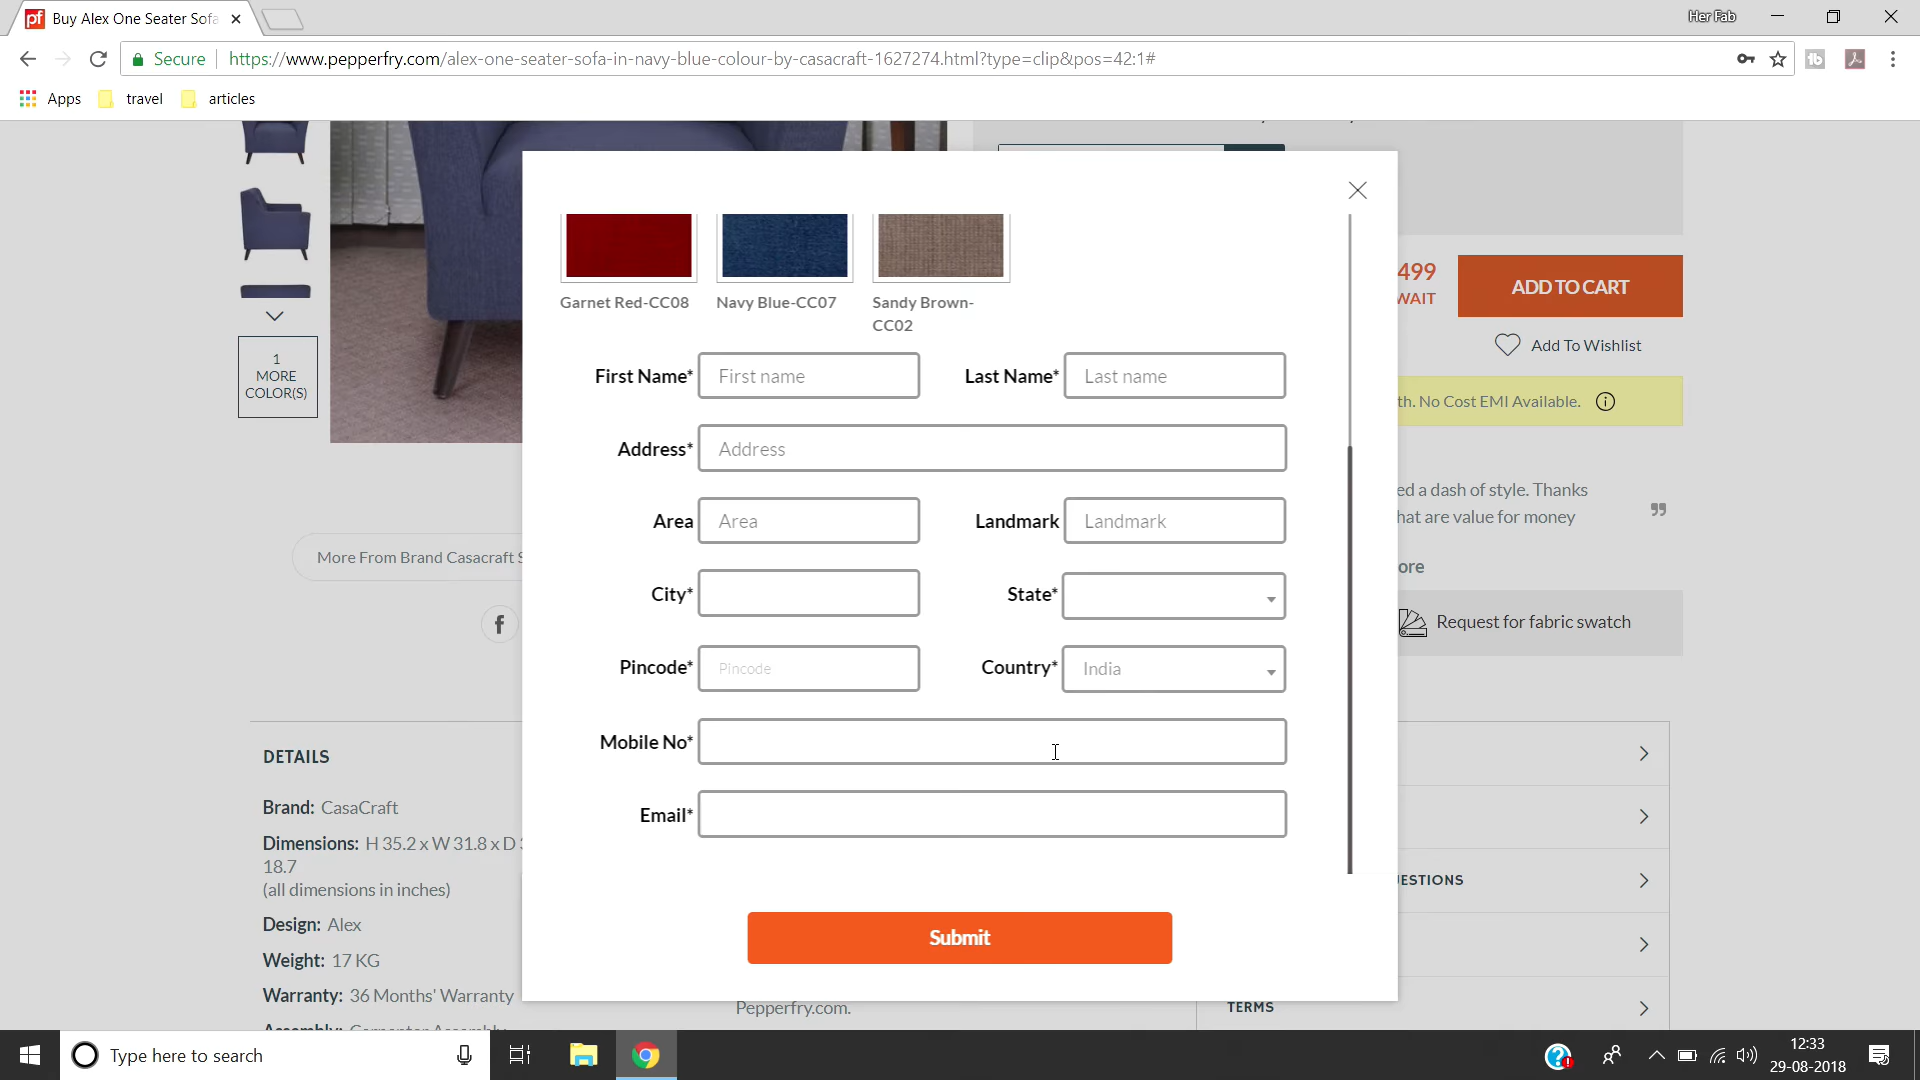 pf Buy Alex One Seater Sofa
Her Fab
Secure
https://www.pepperfry.com/alex-one-seater-sofa-in-navy-blue-colour-by-casacraft-1627274.html?type=clip&pos=42:1#
Apps travel articles
Garnet Red-CC08
Navy Blue-CC07
Sandy Brown-
CC02
499
WAIT
ADD TO CART
Add To Wishlist
1
MORE
COLOR(S)
First Name* First name
Last Name* Last name
th. No Cost EMI Available.
Address* Address
ed a dash of style. Thanks
hat are value for money
Area Area
Landmark Landmark
More From Brand Casacraft S
ore
City*
State*
Request for fabric swatch
Pincode* Pincode
Country* India
Mobile No*
Email*
DETAILS
Brand: CasaCraft
Dimensions: H 35.2 x W 31.8 x D 3
18.7
(all dimensions in inches)
Design: Alex
Weight: 17 KG
Warranty: 36 Months' Warranty
UESTIONS
Submit
Pepperfry.com.
TERMS
Type here to search
12:33
29-08-2018